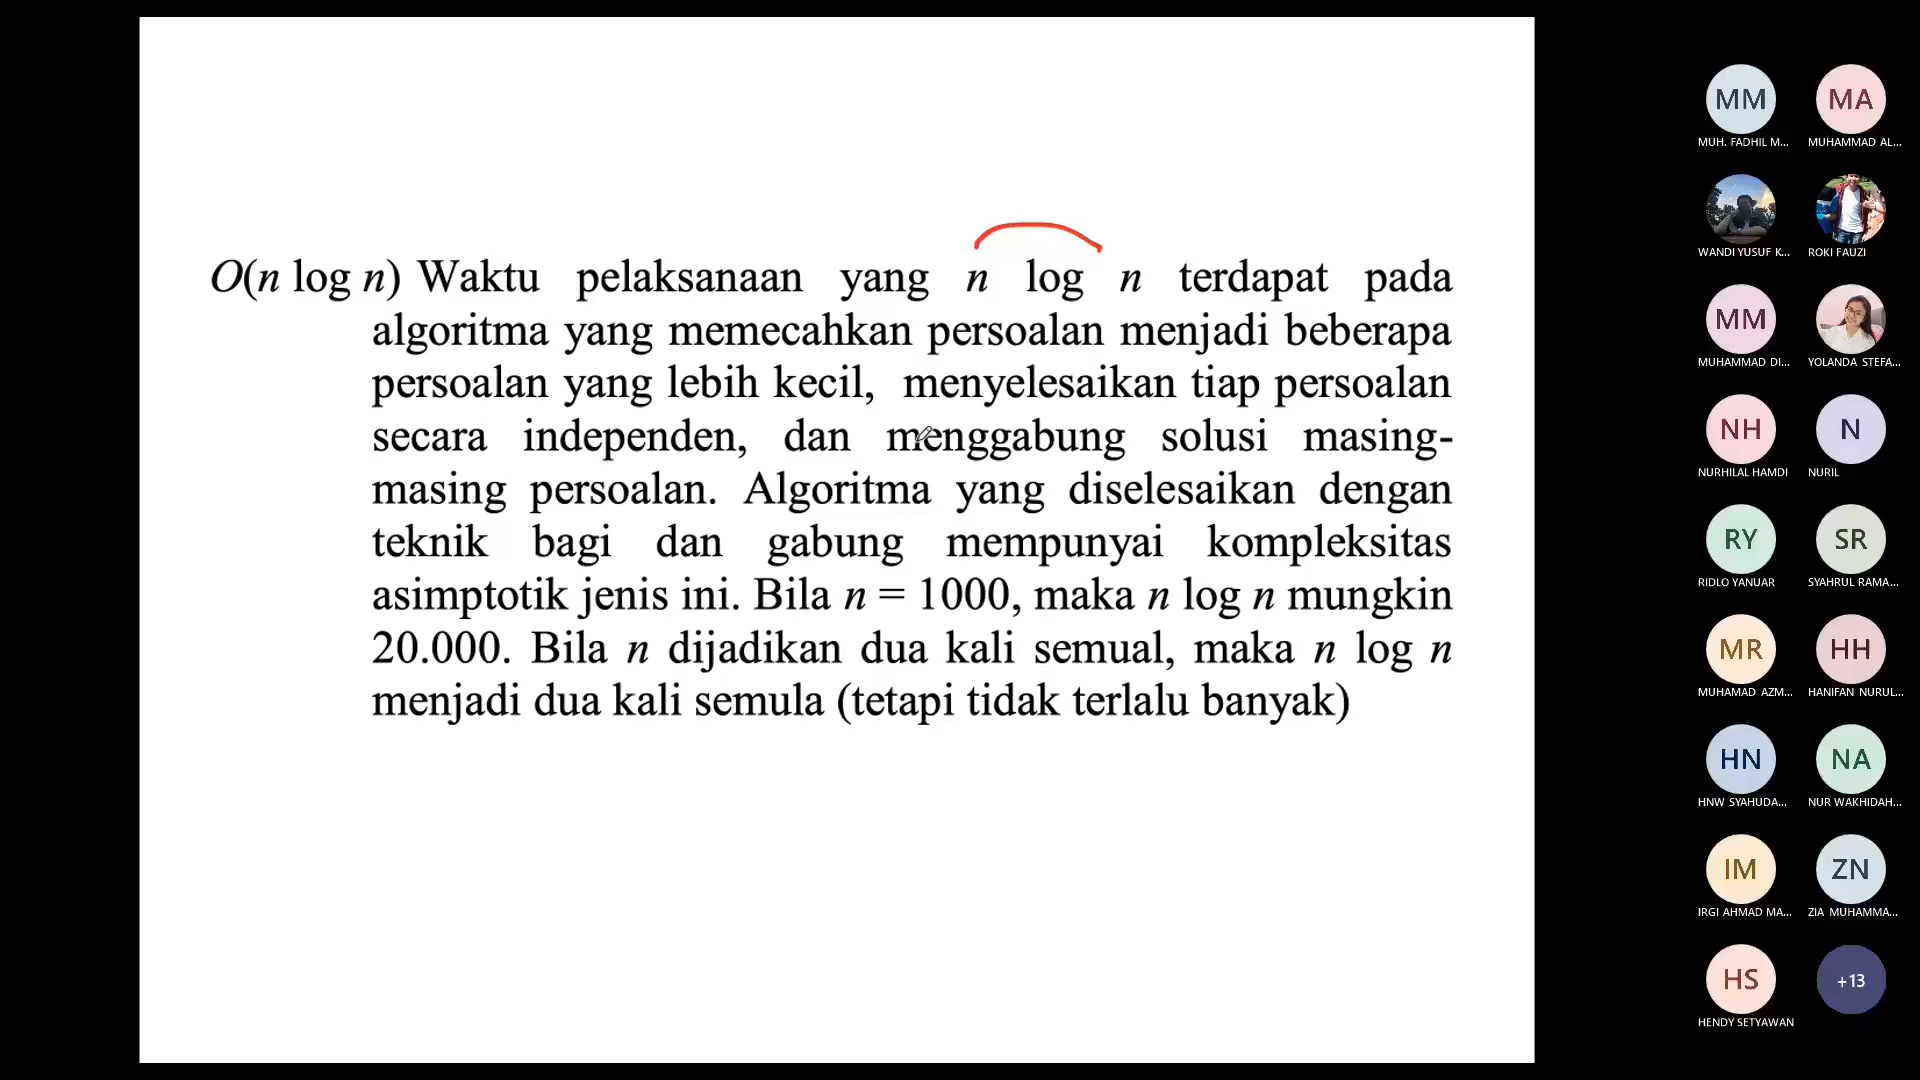 O(n log n) Waktu pelaksanaan yang n log n terdapat pada
algoritma yang memecahkan persoalan menjadi beberapa
persoalan yang lebih kecil, menyelesaikan tiap persoalan
secara independen, dan menggabung solusi masing-
masing persoalan. Algoritma yang diselesaikan dengan
teknik bagi dan gabung mempunyai kompleksitas
asimptotik jenis ini. Bila n = 1000, maka n log n mungkin
20.000. Bila n dijadikan dua kali semual, maka n log n
menjadi dua kali semula (tetapi tidak terlalu banyak)
MM MA
MUH. FADHIL M... MUHAMMAD AL...
WANDI YUSUF K... ROKI FAUZI
MM
MUHAMMAD DI... YOLANDA STEFA...
NH N
NURHILAL HAMDI NURIL
RY SR
RIDLO YANUAR SYAHRUL RAMA...
MR HH
MUHAMAD AZM... HANIFAN NURUL...
HN NA
HNW SYAHUDA... NUR WAKHIDAH...
IM ZN
IRGI AHMAD MA... ZIA MUHAMMA...
HS +13
HENDY SETYAWAN